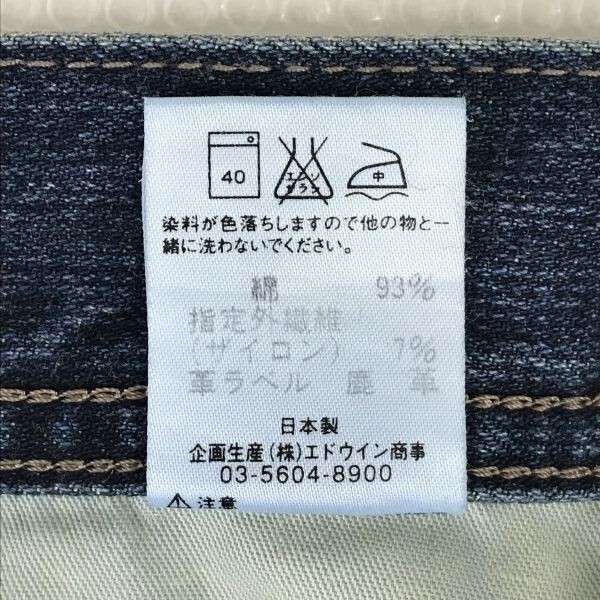 40
エンソ
サラシ
中
染料が色落ちしますので他の物と一
緒に洗わないでください。
綿 93%
指定外繊維
(ザイロン) 7%
革ラベル 鹿 革
日本製
企画生産(株)エドウイン商事
03-5604-8900
⚠注意